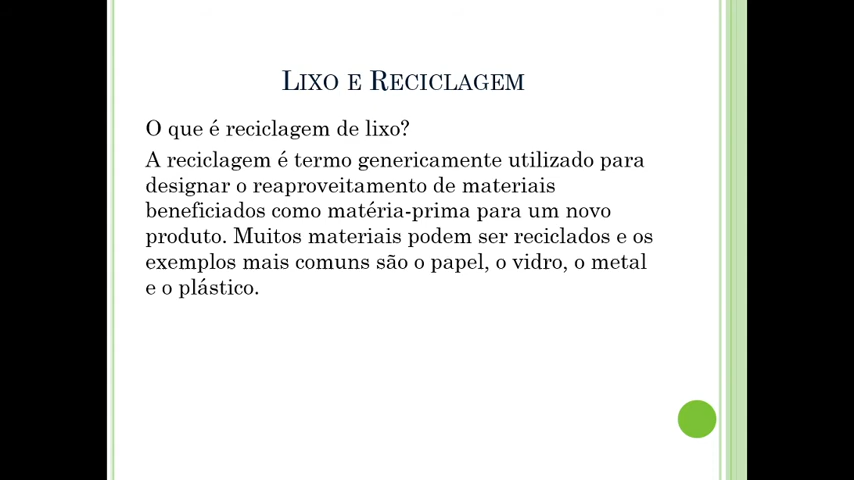 Lixo e Reciclagem
O que é reciclagem de lixo?
A reciclagem é termo genericamente utilizado para
designar o reaproveitamento de materiais
beneficiados como matéria-prima para um novo
produto. Muitos materiais podem ser reciclados e os
exemplos mais comuns são o papel, o vidro, o metal
e o plástico.